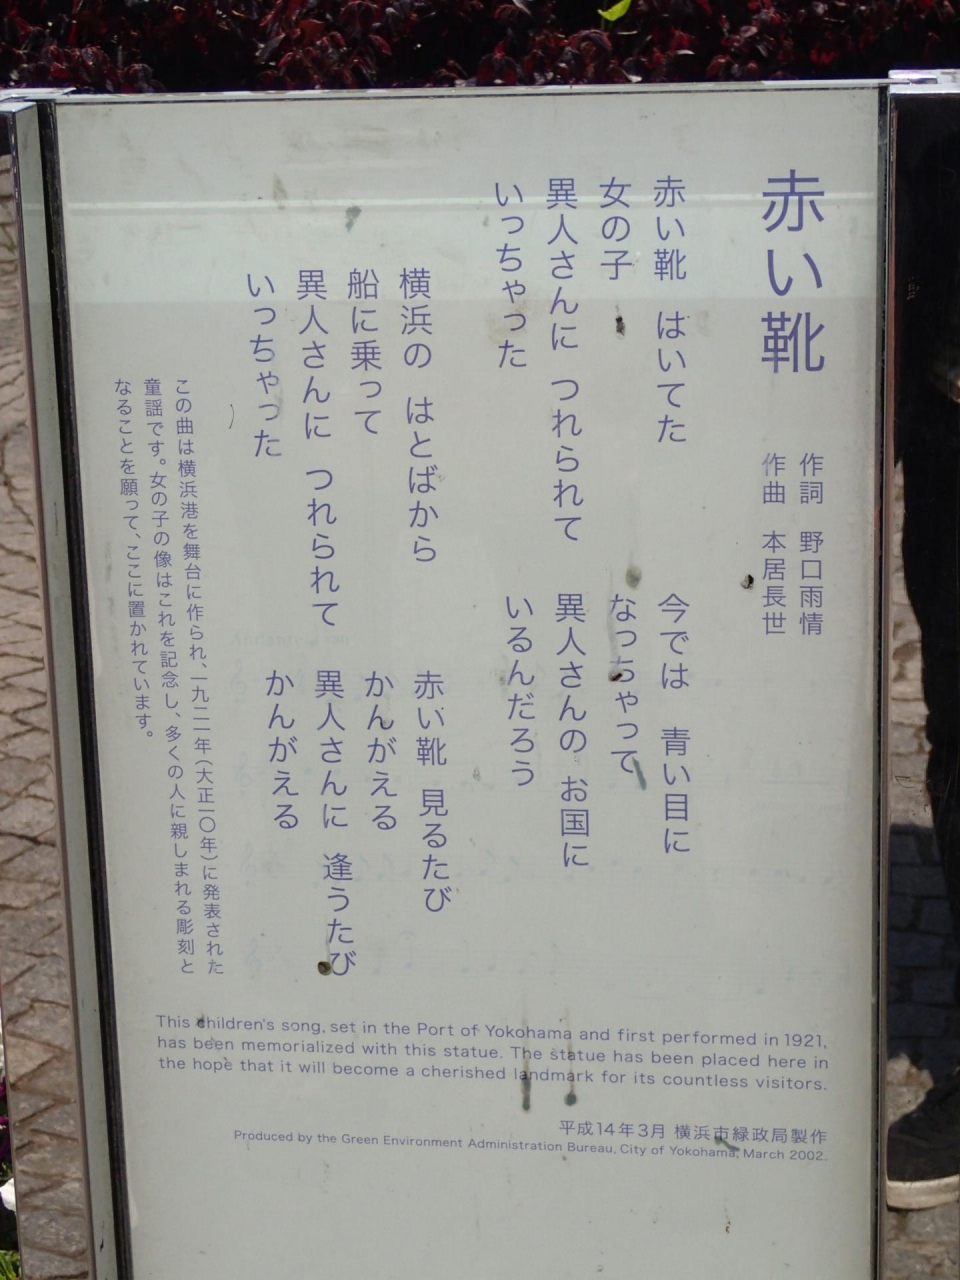 赤い靴
作詞 野口雨情
作曲 本居長世
赤い靴 はいてた
女の子
異人さんに つれられて
いっちゃった
横浜の はとばから
船に乗って
異人さんに つれられて
いっちゃった
今では 青い目に
なっちゃって
異人さんの お国に
いるんだろう
赤い靴 見るたび
かんがえる
異人さんに 逢うたび
かんがえる
この曲は横浜港を舞台に作られ、一九二一年（大正一〇年）に発表された
童謡です。女の子の像はこれを記念し、多くの人に親しまれる彫刻と
なることを願って、ここに置かれています。
This children's song, set in the Port of Yokohama and first performed in 1921,
has been memorialized with this statue. The statue has been placed here in
the hope that it will become a cherished landmark for its countless visitors.
平成14年3月 横浜市緑政局製作
Produced by the Green Environment Administration Bureau, City of Yokohama, March 2002.